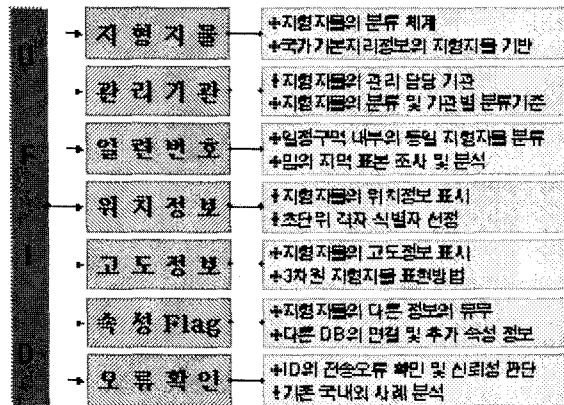 U
F
I
D
지형지물
+지형지물의 분류 체계
+국가기본지리정보의 지형지물 기반
관리기관
+지형지물의 관리 담당 기관
+지형지물의 분류 및 기관별 분류기준
일련번호
+일정구역 내부의 동일 지형지물 분류
+임의 지역 표본 조사 및 분석
위치정보
+지형지물의 위치정보 표시
+초단위 각자 식별자 선정
고도정보
+지형지물의 고도정보 표시
+3차원 지형지물 표현방법
속성Flag
+지형지물의 다른 정보의 유무
+다른 DB의 연결 및 추가 속성 정보
오류확인
+ID의 전송오류 확인 및 신뢰성 판단
+기존 국내외 사례 분석